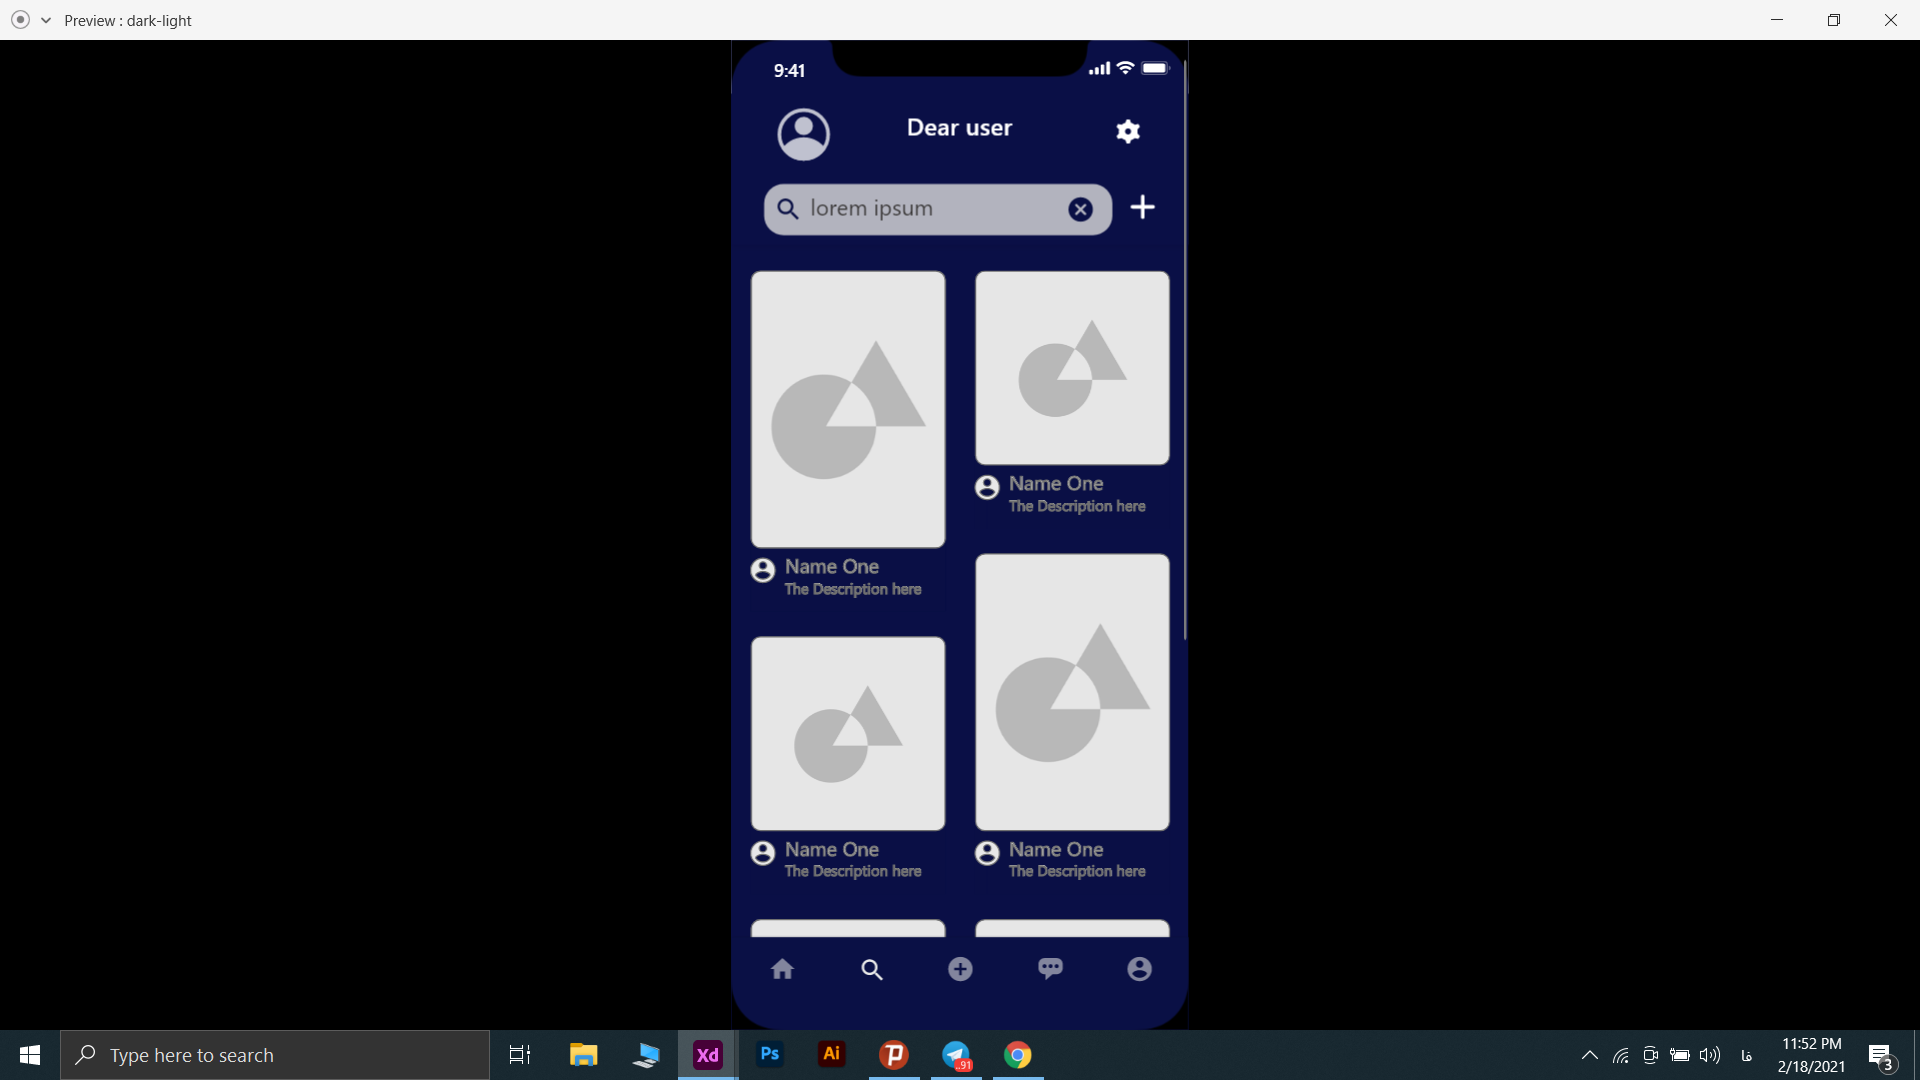 Preview : dark-light
9:41
Dear user
lorem ipsum
Name One
The Description here
Name One
The Description here
Name One
The Description here
Name One
The Description here
Type here to search
Xd
Ps
Ai
..91
فا
11:52 PM
2/18/2021
3